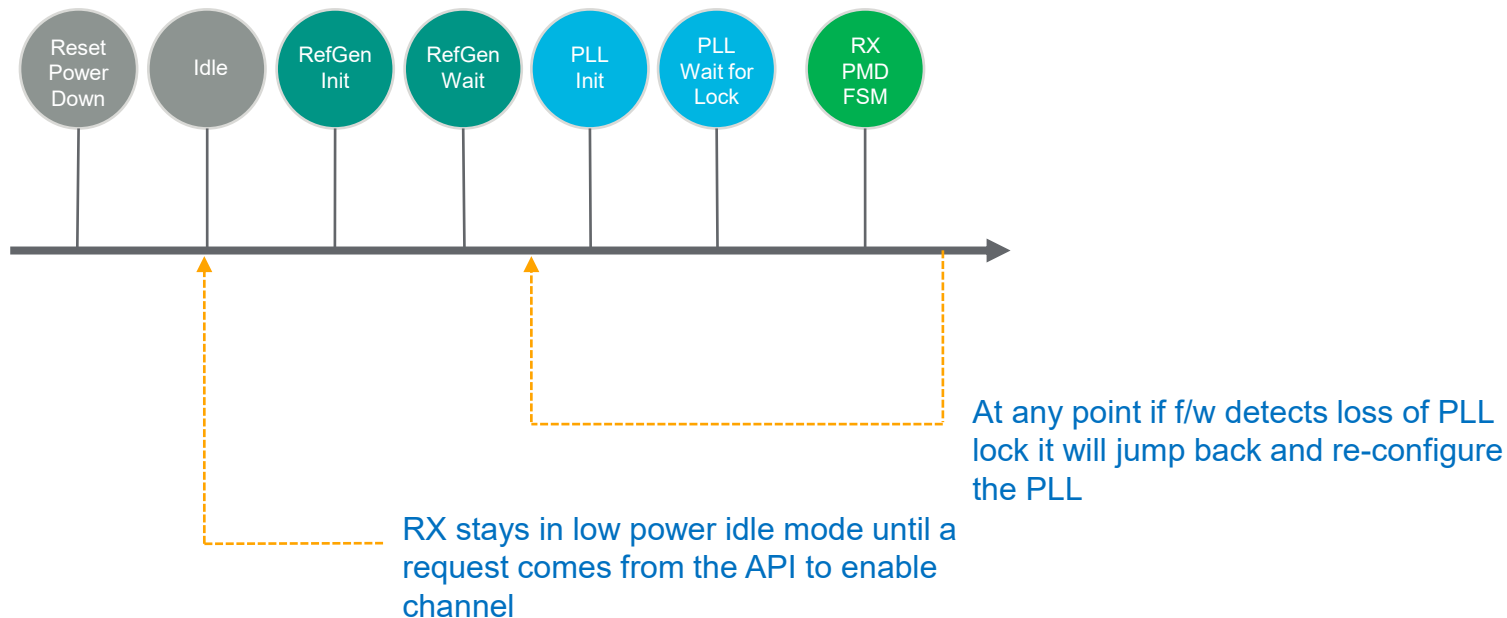 Reset
Power
Down
Idle
RefGen
Init
RefGen
Wait
PLL
Init
PLL
Wait for
Lock
RX
PMD
FSM
At any point if f/w detects loss of PLL
lock it will jump back and re-configure
the PLL
RX stays in low power idle mode until a
request comes from the API to enable
channel